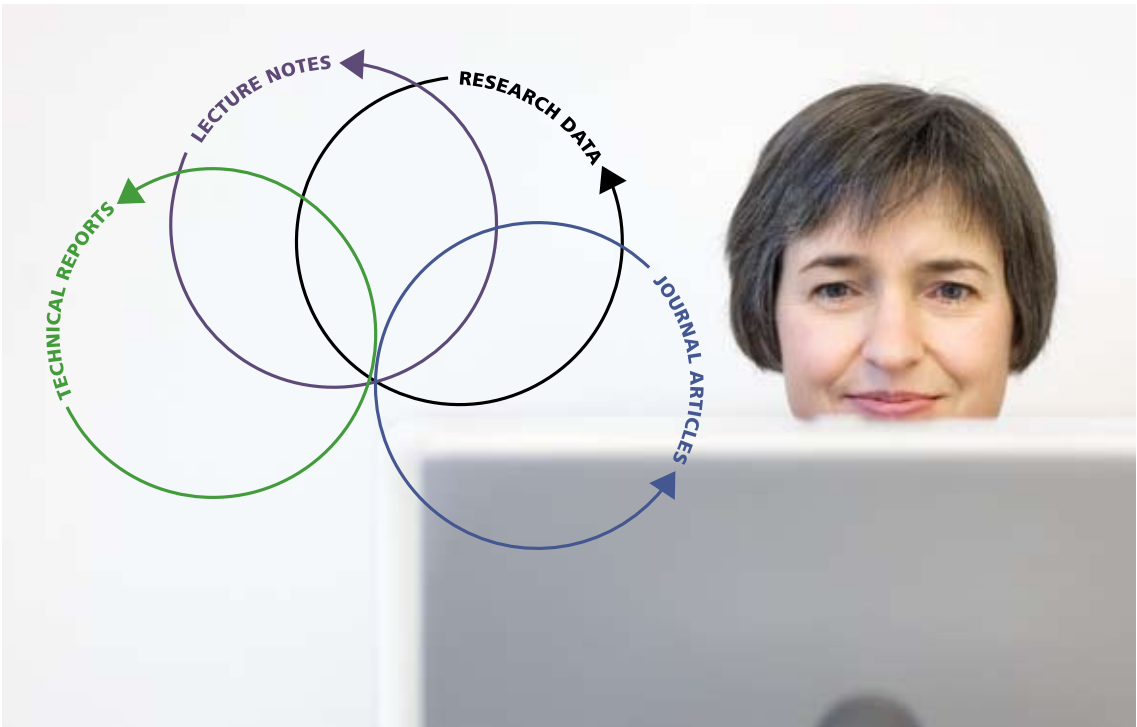 LECTURE NOTES
RESEARCH DATA
TECHNICAL REPORTS
JOURNAL ARTICLES